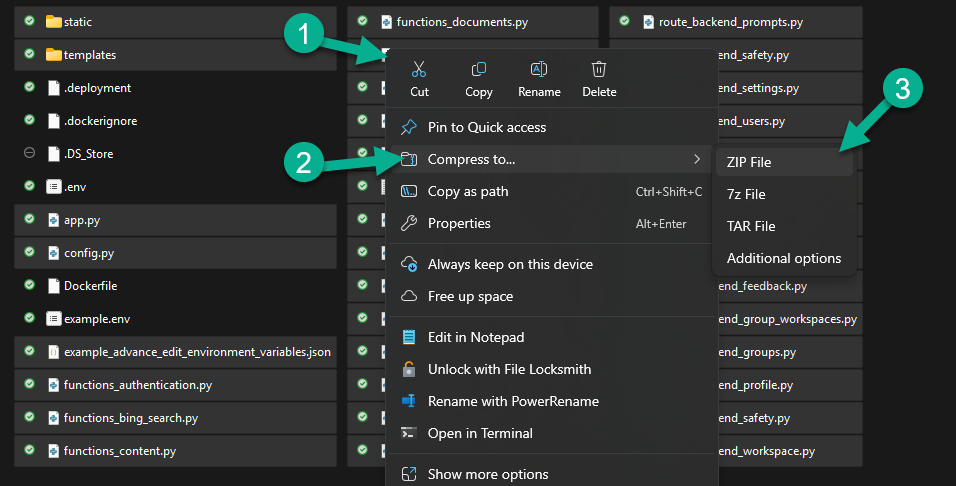 static
templates
.deployment
.dockerignore
.DS_Store
.env
app.py
config.py
Dockerfile
example.env
example_advance_edit_environment_variables.json
functions_authentication.py
functions_bing_search.py
functions_content.py
functions_documents.py
1
Cut
Copy
Rename
Delete
Pin to Quick access
2
Compress to...
Copy as path Ctrl+Shift+C
Properties Alt+Enter
Always keep on this device
Free up space
Edit in Notepad
Unlock with File Locksmith
Rename with PowerRename
Open in Terminal
Show more options
3
ZIP File
7z File
TAR File
Additional options
route_backend_prompts.py
end_safety.py
end_settings.py
end_users.py
end_feedback.py
end_group_workspaces.py
end_groups.py
end_profile.py
end_safety.py
end_workspace.py